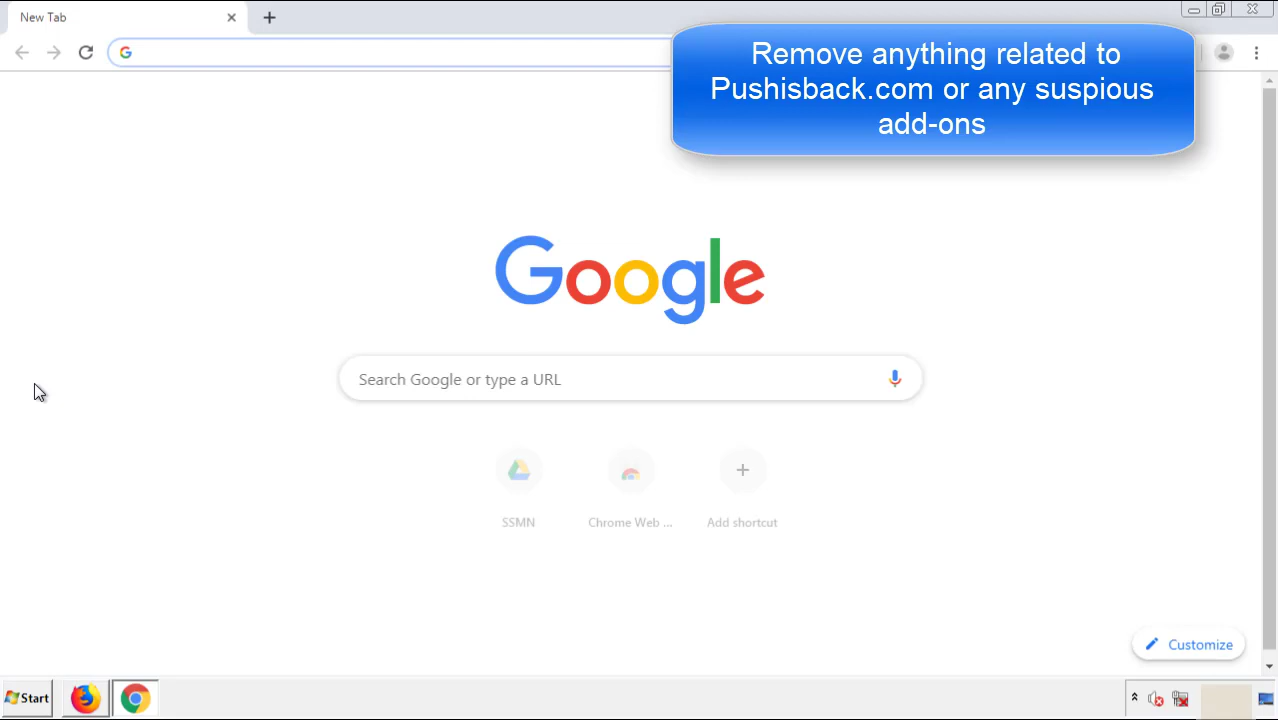 New Tab
Remove anything related to
Pushisback.com or any suspious
add-ons
Google
Search Google or type a URL
SSMN
Chrome Web ...
Add shortcut
Customize
Start